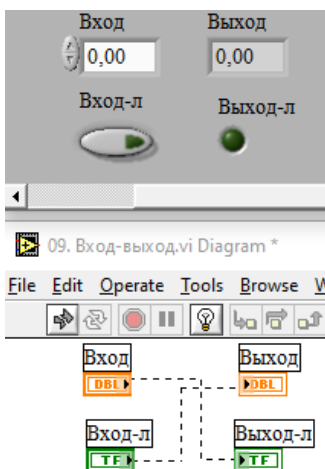 Вход Выход
0,00 0,00
Вход-л Выход-л
09. Вход-выход.vi Diagram *
File Edit Operate Tools Browse W
Вход Выход
DBL DBL
Вход-л Выход-л
TF TF